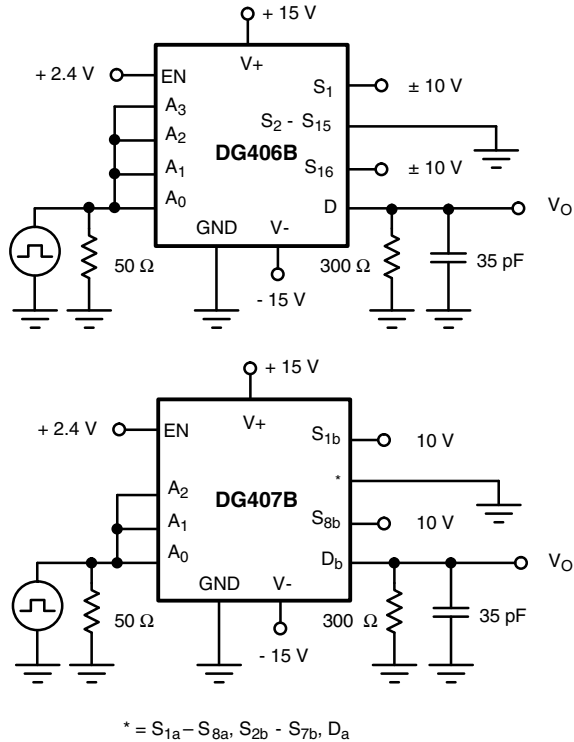 + 15 V
V+
+ 2.4 V
EN
A3
A2
A1
A0
DG406B
S1
± 10 V
S2 - S15
S16
± 10 V
D
VO
GND
V-
50 Ω
- 15 V
300 Ω
35 pF
+ 15 V
V+
+ 2.4 V
EN
A2
A1
A0
DG407B
S1b
10 V
*
S8b
10 V
Db
VO
GND
V-
50 Ω
- 15 V
300 Ω
35 pF
* = S1a – S8a, S2b - S7b, Da